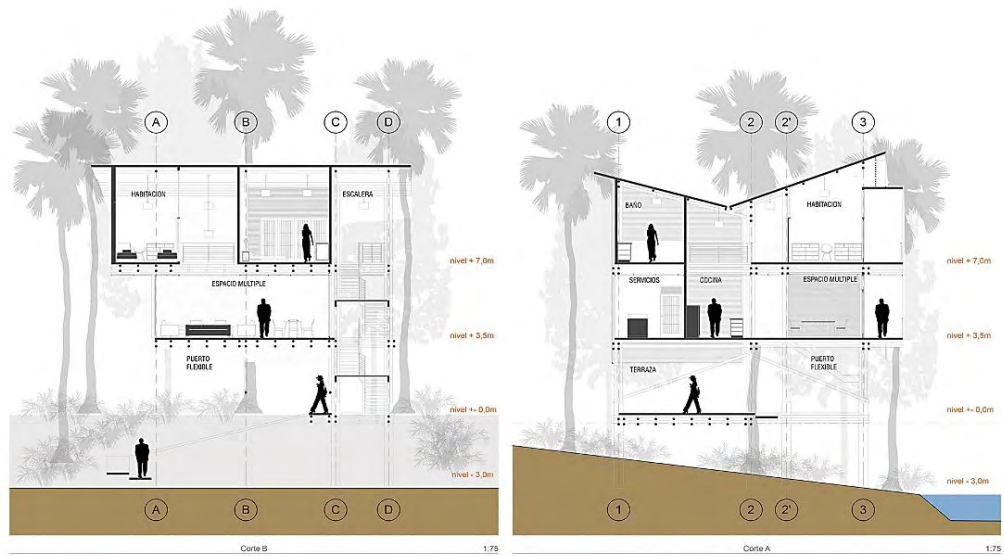 A B C D
HABITACION
ESCALERA
nivel + 7,0m
ESPACIO MULTIPLE
nivel + 3,5m
PUERTO
FLEXIBLE
nivel +- 0,0m
nivel - 3,0m
A B C D
Corte B 1:75
1 2 2' 3
BAÑO
HABITACION
nivel + 7,0m
SERVICIOS COCINA ESPACIO MULTIPLE
nivel + 3,5m
TERRAZA
PUERTO
FLEXIBLE
nivel +- 0,0m
nivel - 3,0m
1 2 2' 3
Corte A 1:75